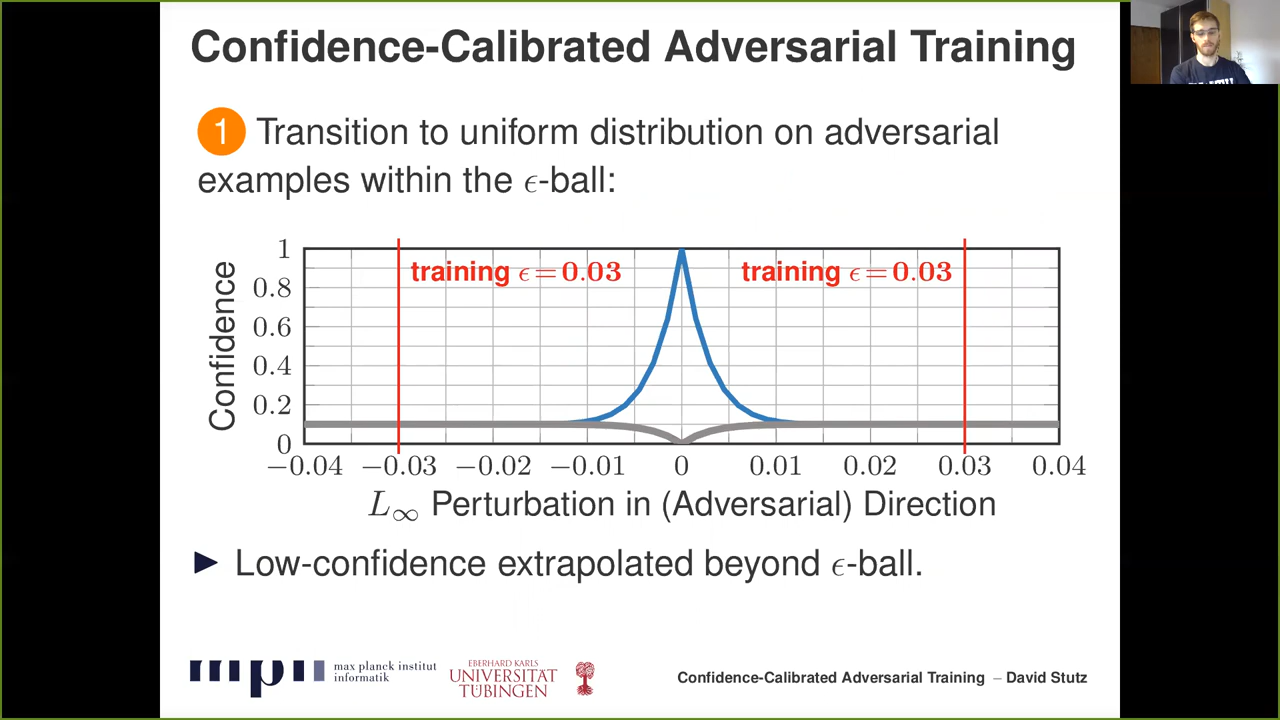 Confidence-Calibrated Adversarial Training
1 Transition to uniform distribution on adversarial
examples within the ϵ-ball:
Confidence
1
0.8
0.6
0.4
0.2
0
training ϵ = 0.03
training ϵ = 0.03
−0.04 −0.03 −0.02 −0.01 0 0.01 0.02 0.03 0.04
L∞ Perturbation in (Adversarial) Direction
► Low-confidence extrapolated beyond ϵ-ball.
max planck institut
informatik
EBERHARD KARLS
UNIVERSITÄT
TÜBINGEN
Confidence-Calibrated Adversarial Training – David Stutz